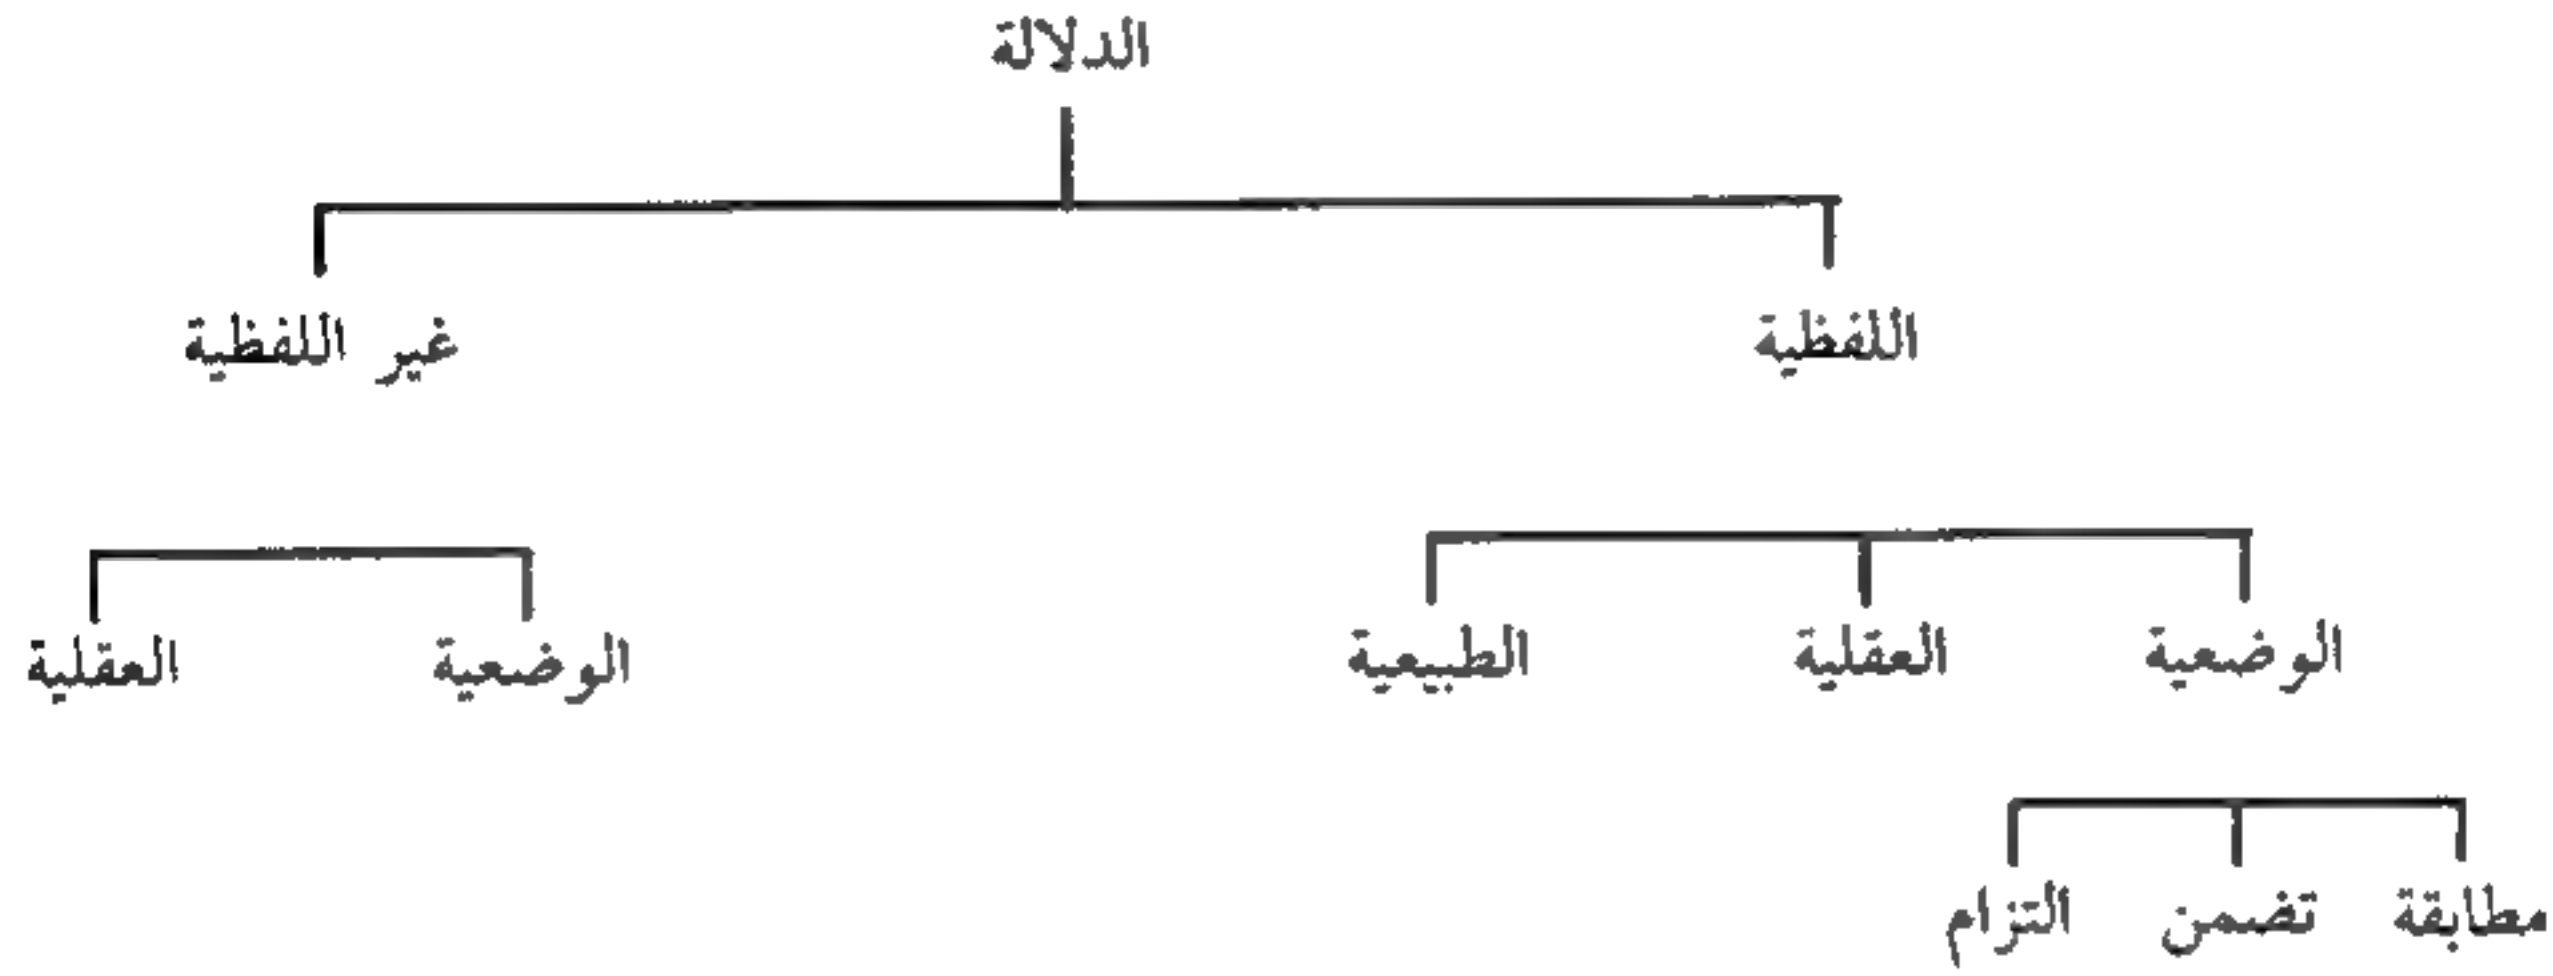 الدلالة
اللفظية غير اللفظية
الوضعية العقلية الطبيعية الوضعية العقلية
مطابقة تضمن التزام